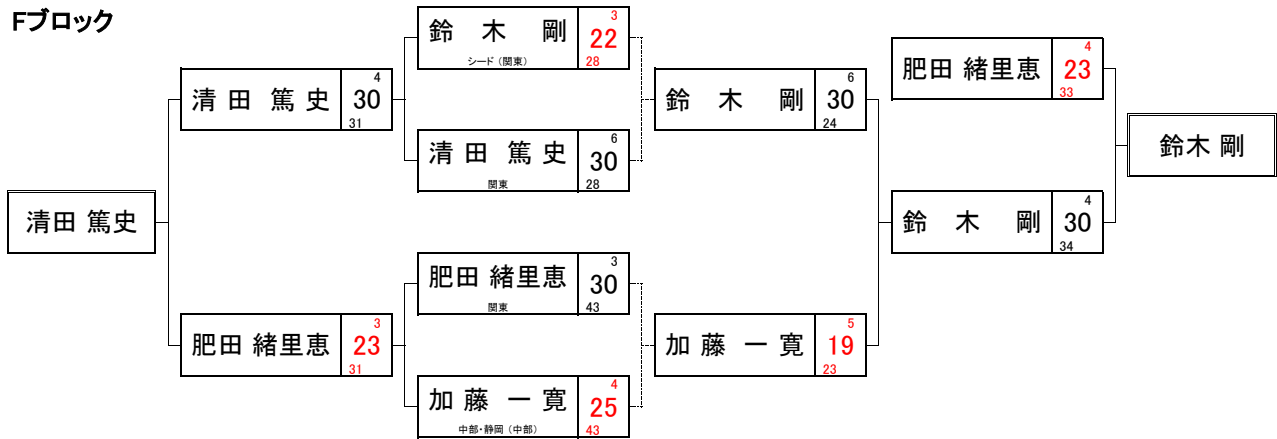 Fブロック
鈴 木 剛
シード（関東）
3
22
28
清 田 篤 史
関東
6
30
28
肥田 緒里恵
関東
3
30
43
加 藤 一 寛
中部・静岡（中部）
4
25
43
清 田 篤 史
4
30
31
肥田 緒里恵
3
23
31
清田 篤史
鈴 木 剛
6
30
24
加 藤 一 寛
5
19
23
肥田 緒里恵
4
23
33
鈴 木 剛
4
30
34
鈴木 剛